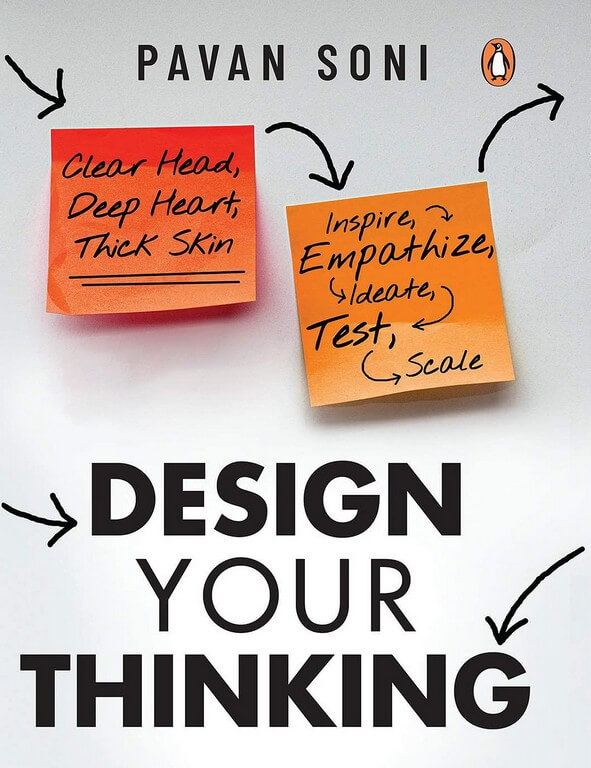 PAVAN SONI
Clear Head,
Deep Heart,
Thick Skin
Inspire,
Empathize,
Ideate,
Test,
Scale
DESIGN
YOUR
THINKING